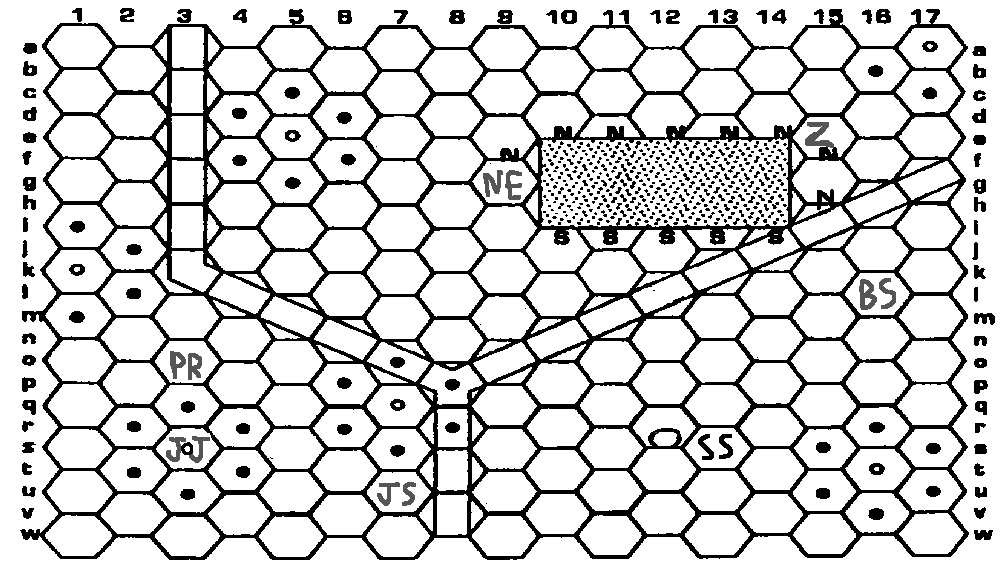 1 2 3 4 5 6 7 8 9 10 11 12 13 14 15 16 17
a a
b b
c c
d d
e N N N N N Z e
f N N f
g NE g
h N h
i S S S S S i
j j
k k
l BS l
m m
n n
o PR o
p p
q q
r r
s JJ O SS s
t t
u JS u
v v
w w